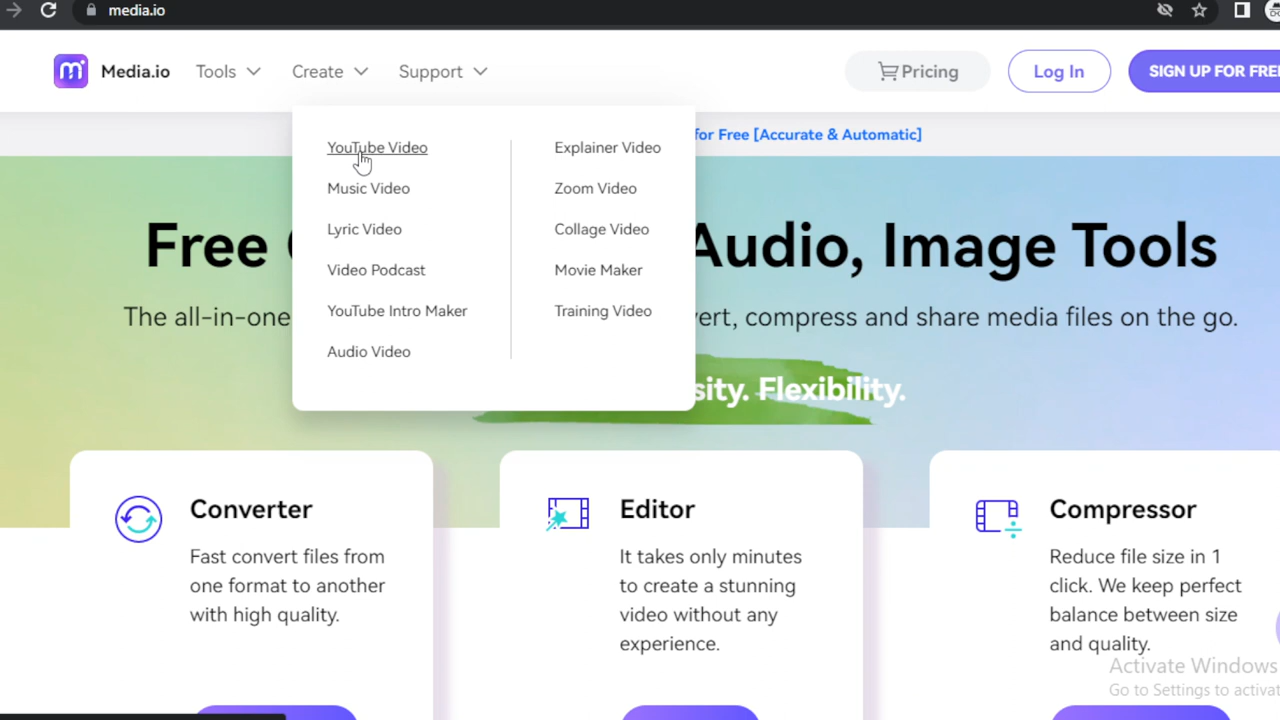 media.io
Media.io
Tools
Create
Support
Pricing
Log In
SIGN UP FOR FREE
for Free [Accurate & Automatic]
YouTube Video
Music Video
Lyric Video
Video Podcast
YouTube Intro Maker
Audio Video
Explainer Video
Zoom Video
Collage Video
Movie Maker
Training Video
Free
Audio, Image Tools
The all-in-one
compress and share media files on the go.
Flexibility.
Converter
Fast convert files from
one format to another
with high quality.
Editor
It takes only minutes
to create a stunning
video without any
experience.
Compressor
Reduce file size in 1
click. We keep perfect
balance between size
and quality.
Activate Windows
Go to Settings to activat